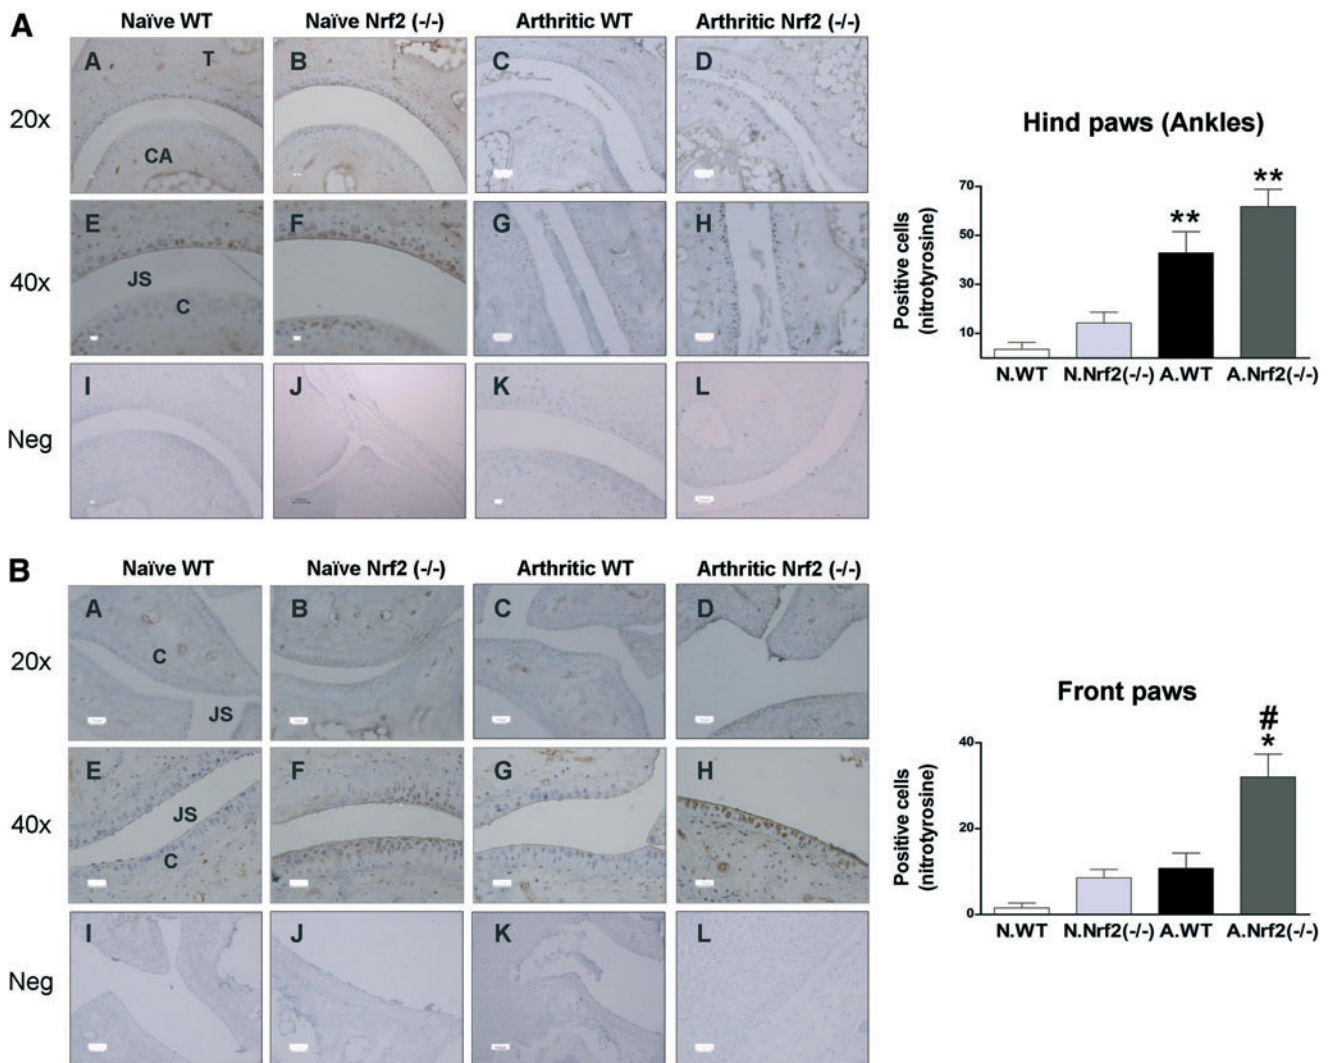 A
Naïve WT Naïve Nrf2 (-/-) Arthritic WT Arthritic Nrf2 (-/-)
20x
A T CA
B
C
D
40x
E JS C
F
G
H
Neg
I
J
K
L
Hind paws (Ankles)
Positive cells
(nitrotyrosine)
70
50
30
10
**
**
N.WT N.Nrf2(-/-) A.WT A.Nrf2(-/-)
B
Naïve WT Naïve Nrf2 (-/-) Arthritic WT Arthritic Nrf2 (-/-)
20x
A C JS
B
C
D
40x
E JS C
F
G
H
Neg
I
J
K
L
Front paws
Positive cells
(nitrotyrosine)
40
20
0
#
*
N.WT N.Nrf2(-/-) A.WT A.Nrf2(-/-)